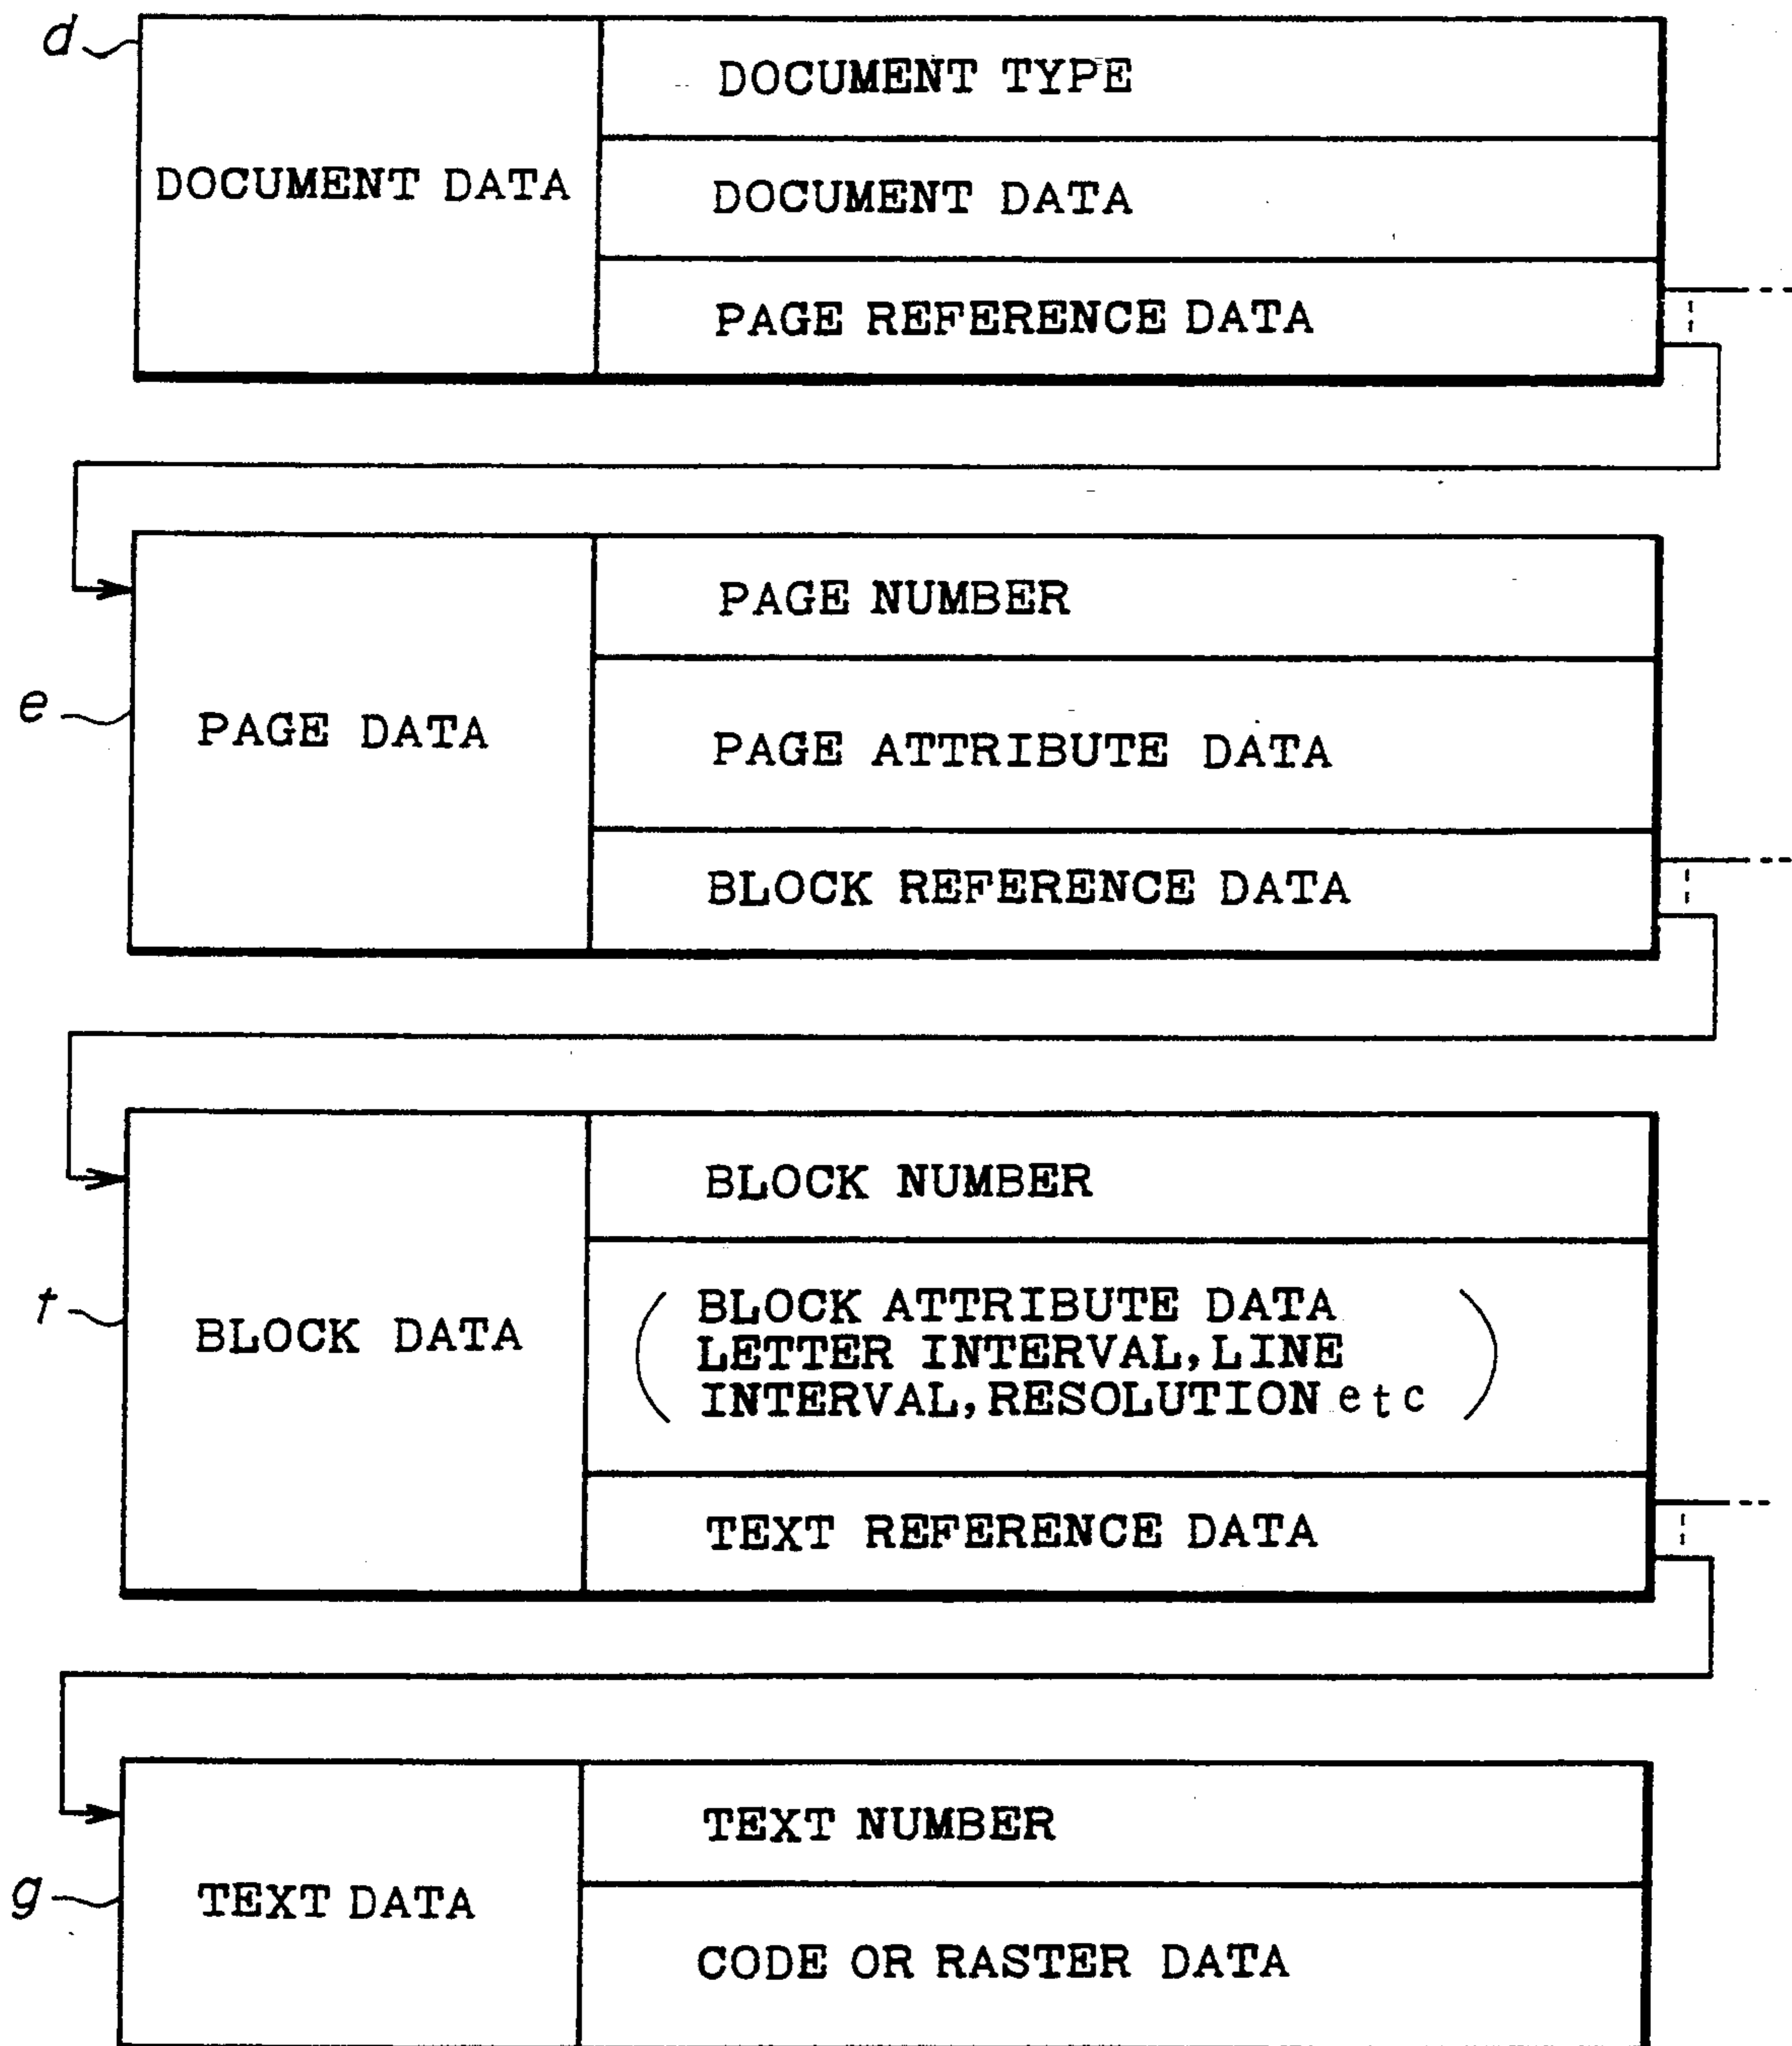 d
DOCUMENT DATA
DOCUMENT TYPE
DOCUMENT DATA
PAGE REFERENCE DATA
e
PAGE DATA
PAGE NUMBER
PAGE ATTRIBUTE DATA
BLOCK REFERENCE DATA
f
BLOCK DATA
BLOCK NUMBER
( BLOCK ATTRIBUTE DATA
LETTER INTERVAL, LINE
INTERVAL, RESOLUTION etc )
TEXT REFERENCE DATA
g
TEXT DATA
TEXT NUMBER
CODE OR RASTER DATA